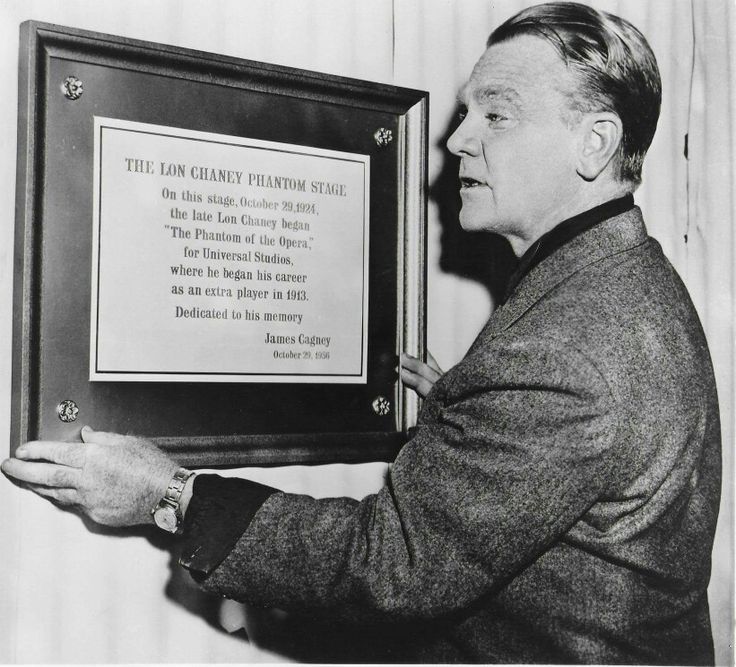 THE LON CHANEY PHANTOM STAGE
On this stage, October 29, 1924,
the late Lon Chaney began
"The Phantom of the Opera,"
for Universal Studios,
where he began his career
as an extra player in 1913.
Dedicated to his memory
James Cagney
October 29, 1956